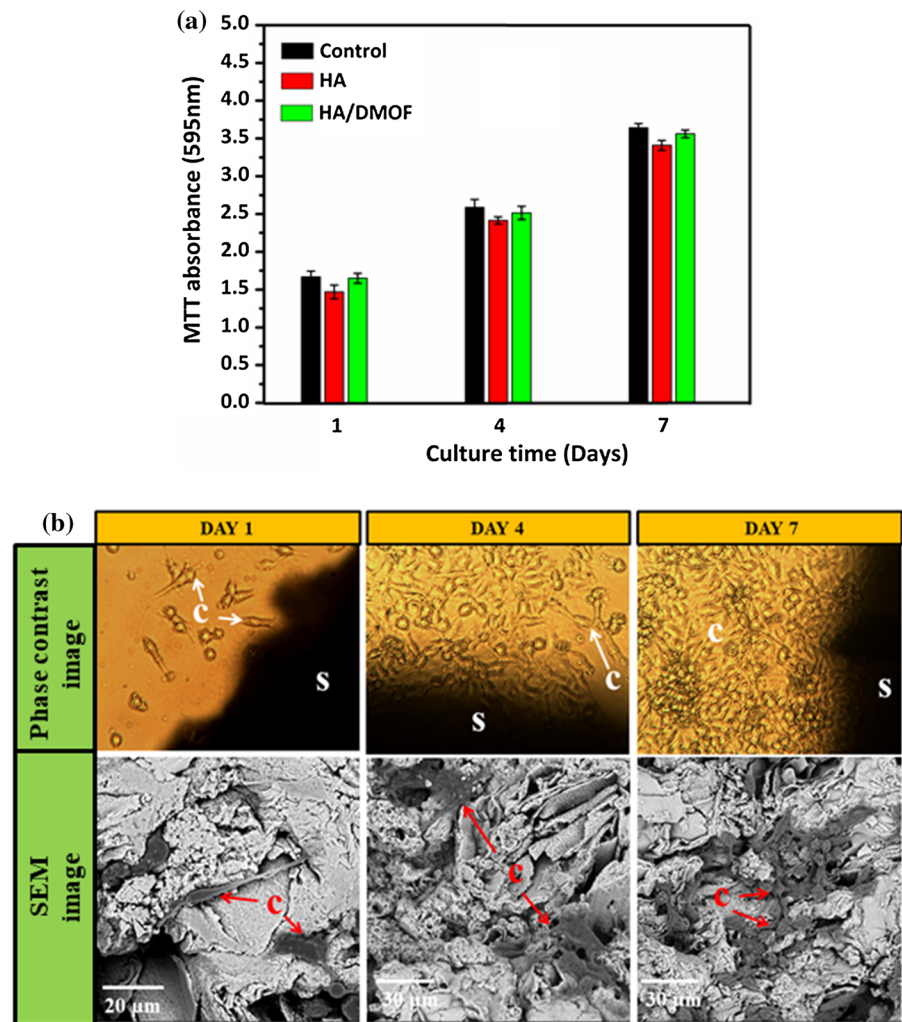 (a)
5.0
4.5
4.0
3.5
3.0
2.5
2.0
1.5
1.0
0.5
0.0
MTT absorbance (595nm)
Control
HA
HA/DMOF
1
4
7
Culture time (Days)
(b)
DAY 1
DAY 4
DAY 7
Phase contrast
image
c
s
c
s
c
s
SEM
image
c
20 µm
c
30 µm
c
30 µm